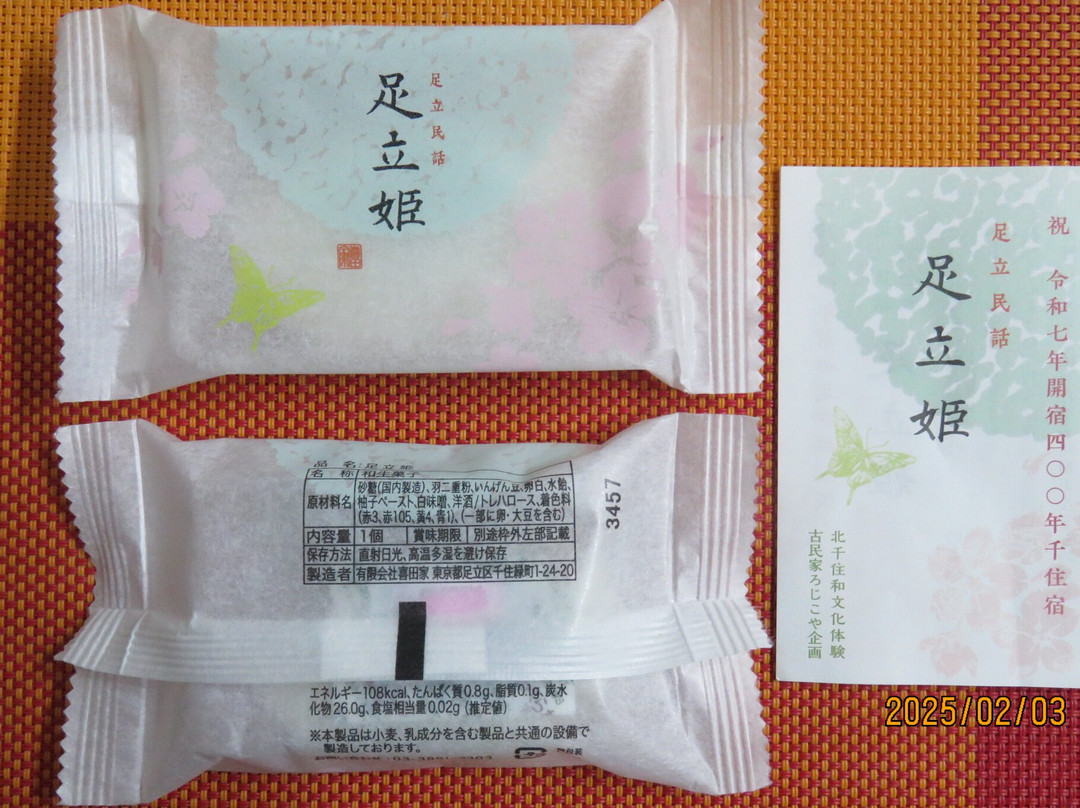 足立民話
足立姫
祝 令和七年開宿四〇〇年千住宿
足立民話
足立姫
北千住和文化体験
古民家ろじこや企画
品 名:足立姫
名 称 和生菓子
原材料名 砂糖(国内製造)、羽二重粉、いんげん豆、卵白、水飴、
柚子ペースト、白味噌、洋酒/トレハロース、着色料
(赤3、赤105、黄4、青1)、(一部に卵・大豆を含む)
内容量 1個 賞味期限 別途枠外左部記載
保存方法 直射日光、高温多湿を避け保存
製造者 有限会社喜田家 東京都足立区千住緑町1-24-20
3457
エネルギー108kcal、たんぱく質0.8g、脂質0.1g、炭水
化物26.0g、食塩相当量0.02g(推定値)
※本製品は小麦、乳成分を含む製品と共通の設備で
製造しております。
2025/02/03